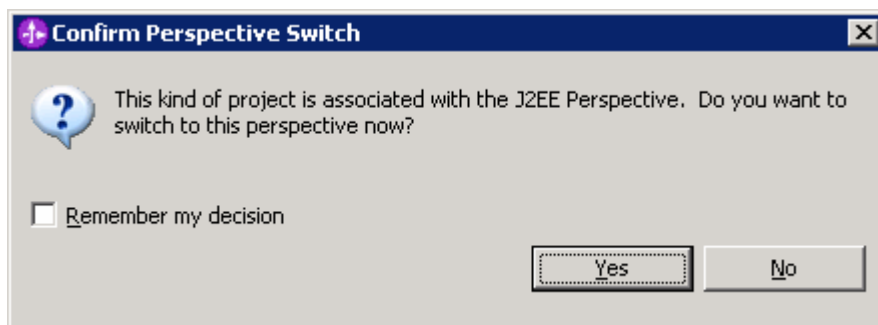 Confirm Perspective Switch
This kind of project is associated with the J2EE Perspective.  Do you want to
switch to this perspective now?
Remember my decision
Yes No